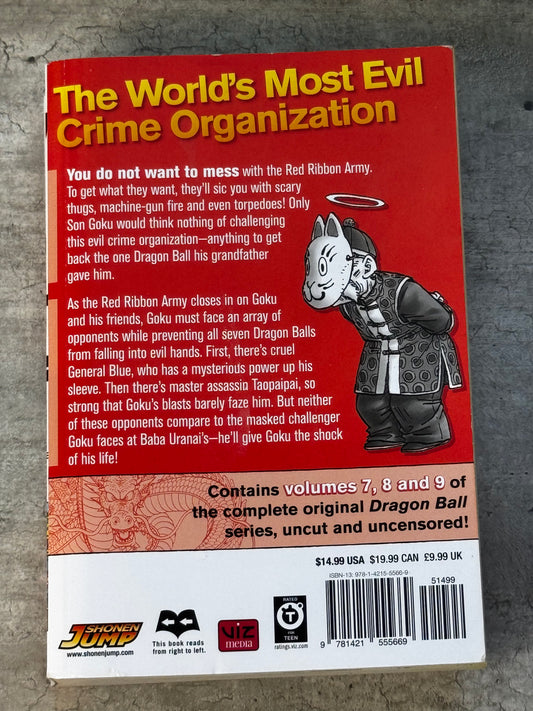 The World's Most Evil
Crime Organization
You do not want to mess with the Red Ribbon Army.
To get what they want, they'll sic you with scary
thugs, machine-gun fire and even torpedoes! Only
Son Goku would think nothing of challenging
this evil crime organization—anything to get
back the one Dragon Ball his grandfather
gave him.
As the Red Ribbon Army closes in on Goku
and his friends, Goku must face an array of
opponents while preventing all seven Dragon Balls
from falling into evil hands. First, there's cruel
General Blue, who has a mysterious power up his
sleeve. Then there's master assassin Taopaipai, so
strong that Goku's blasts barely faze him. But neither
of these opponents compare to the masked challenger
Goku faces at Baba Uranai's—he'll give Goku the shock
of his life!
Contains volumes 7, 8 and 9 of
the complete original Dragon Ball
series, uncut and uncensored!
$14.99 USA $19.99 CAN £9.99 UK
ISBN-13: 978-1-4215-5566-9
51499
SHONEN
JUMP
www.shonenjump.com
This book reads
from right to left.
VIZ
media
RATED
T
FOR
TEEN
ratings.viz.com
9 781421 555669